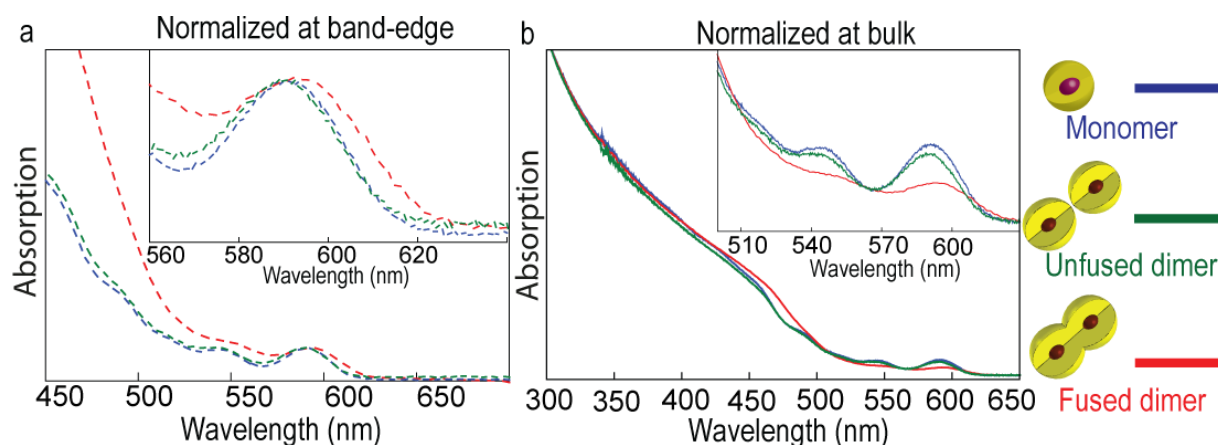 a
Normalized at band-edge
Absorption
560 580 600 620
Wavelength (nm)
450 500 550 600 650
Wavelength (nm)
b
Normalized at bulk
Absorption
510 540 570 600
Wavelength (nm)
300 350 400 450 500 550 600 650
Wavelength (nm)
Monomer
Unfused dimer
Fused dimer